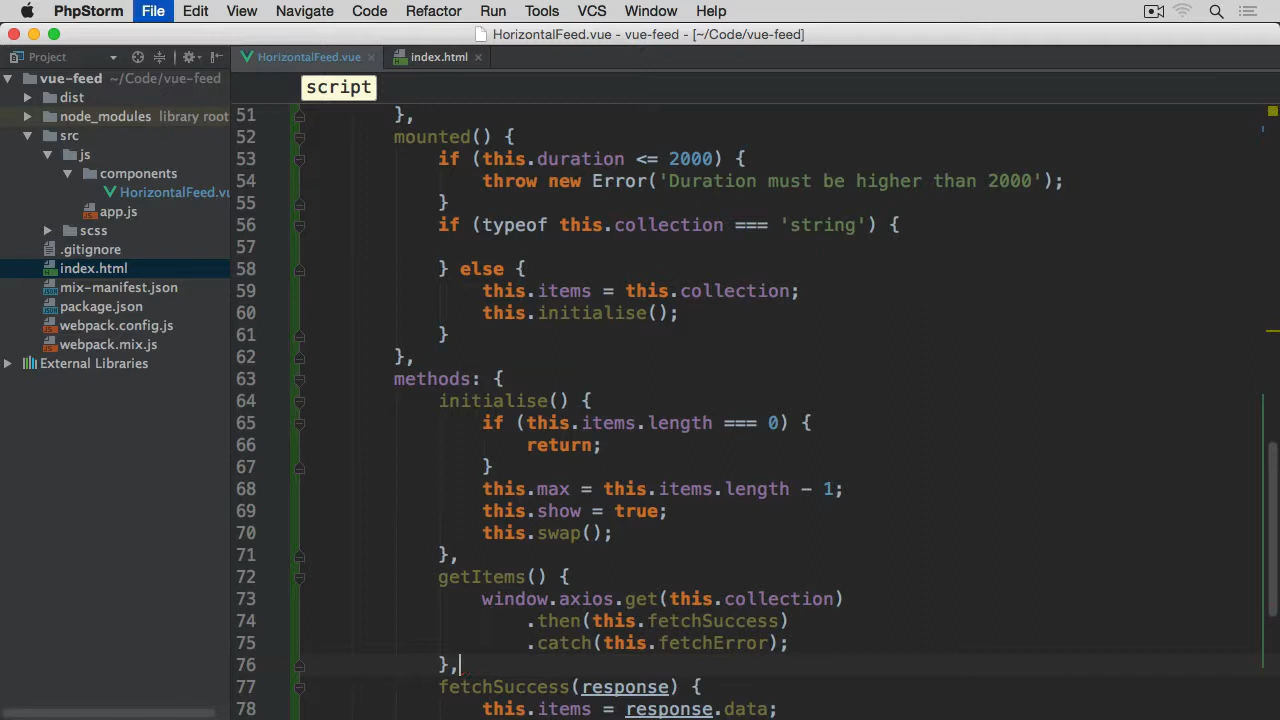 PhpStorm File Edit View Navigate Code Refactor Run Tools VCS Window Help
HorizontalFeed.vue - vue-feed - [~/Code/vue-feed]
Project
HorizontalFeed.vue
index.html
vue-feed ~/Code/vue-feed
dist
node_modules library root
src
js
components
HorizontalFeed.vu
app.js
scss
.gitignore
index.html
mix-manifest.json
package.json
webpack.config.js
webpack.mix.js
External Libraries
script
51 },
52 mounted() {
53 if (this.duration <= 2000) {
54 throw new Error('Duration must be higher than 2000');
55 }
56 if (typeof this.collection === 'string') {
57
58 } else {
59 this.items = this.collection;
60 this.initialise();
61 }
62 },
63 methods: {
64 initialise() {
65 if (this.items.length === 0) {
66 return;
67 }
68 this.max = this.items.length - 1;
69 this.show = true;
70 this.swap();
71 },
72 getItems() {
73 window.axios.get(this.collection)
74 .then(this.fetchSuccess)
75 .catch(this.fetchError);
76 },
77 fetchSuccess(response) {
78 this.items = response.data;